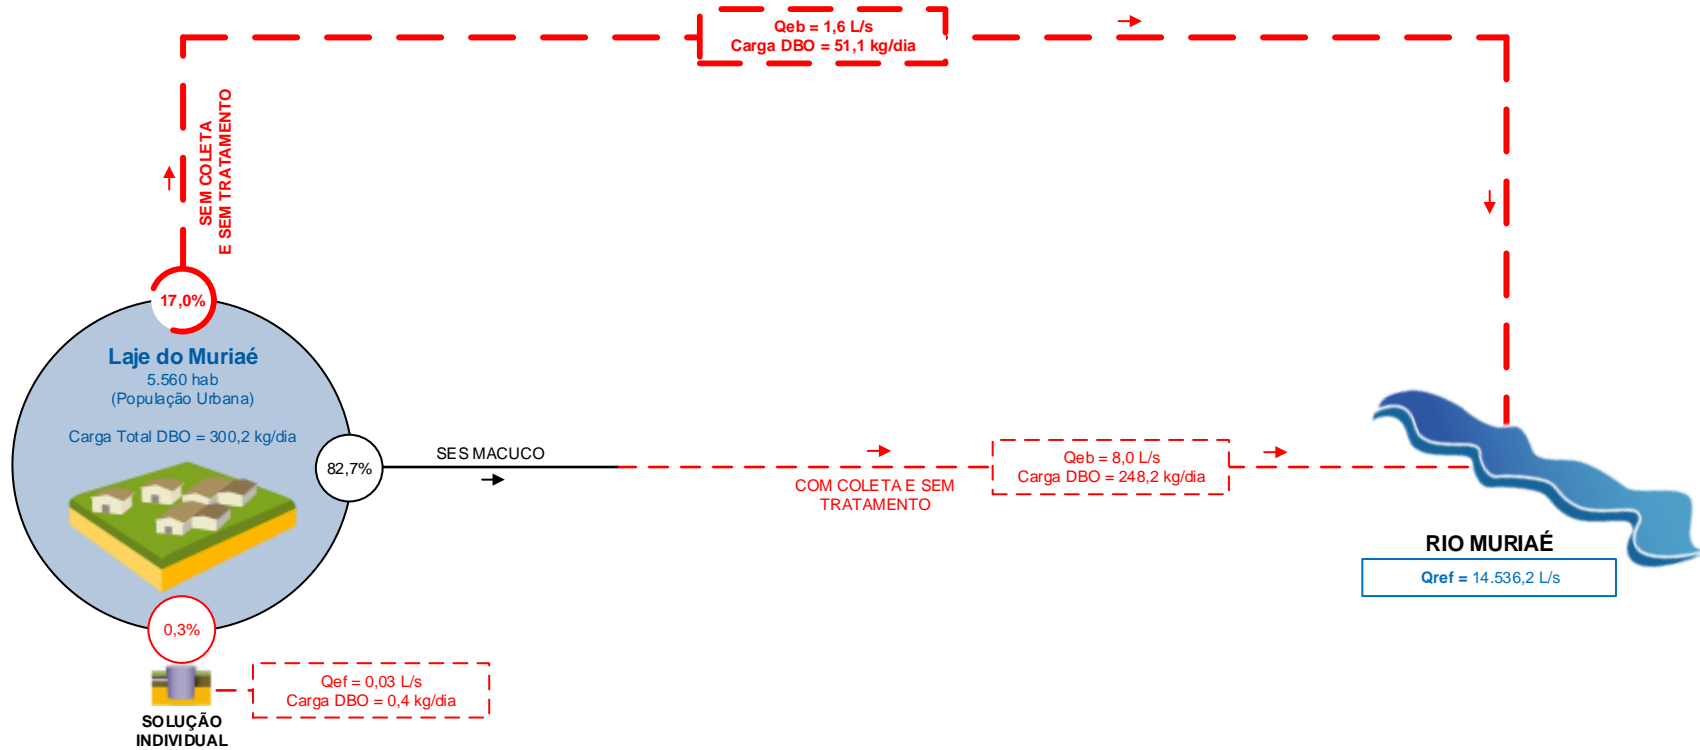 Qeb = 1,6 L/s
Carga DBO = 51,1 kg/dia
SEM COLETA
E SEM TRATAMENTO
17,0%
Laje do Muriaé
5.560 hab
(População Urbana)
Carga Total DBO = 300,2 kg/dia
82,7%
SES MACUCO
COM COLETA E SEM
TRATAMENTO
Qeb = 8,0 L/s
Carga DBO = 248,2 kg/dia
RIO MURIAÉ
Qref = 14.536,2 L/s
0,3%
Qef = 0,03 L/s
Carga DBO = 0,4 kg/dia
SOLUÇÃO
INDIVIDUAL